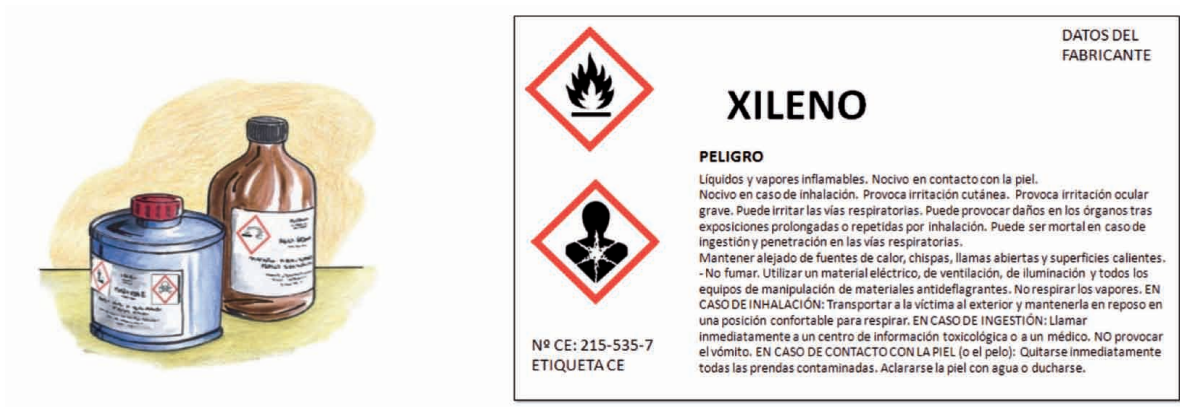 DATOS DEL
FABRICANTE
XILENO
PELIGRO
Líquidos y vapores inflamables. Nocivo en contacto con la piel.
Nocivo en caso de inhalación. Provoca irritación cutánea. Provoca irritación ocular
grave. Puede irritar las vías respiratorias. Puede provocar daños en los órganos tras
exposiciones prolongadas o repetidas por inhalación. Puede ser mortal en caso de
ingestión y penetración en las vías respiratorias.
Mantener alejado de fuentes de calor, chispas, llamas abiertas y superficies calientes.
- No fumar. Utilizar un material eléctrico, de ventilación, de iluminación y todos los
equipos de manipulación de materiales antideflagrantes. No respirar los vapores. EN
CASO DE INHALACIÓN: Transportar a la víctima al exterior y mantenerla en reposo en
una posición confortable para respirar. EN CASO DE INGESTIÓN: Llamar
inmediatamente a un centro de información toxicológica o a un médico. NO provocar
el vómito. EN CASO DE CONTACTO CON LA PIEL (o el pelo): Quitarse inmediatamente
todas las prendas contaminadas. Aclararse la piel con agua o ducharse.
Nº CE: 215-535-7
ETIQUETA CE